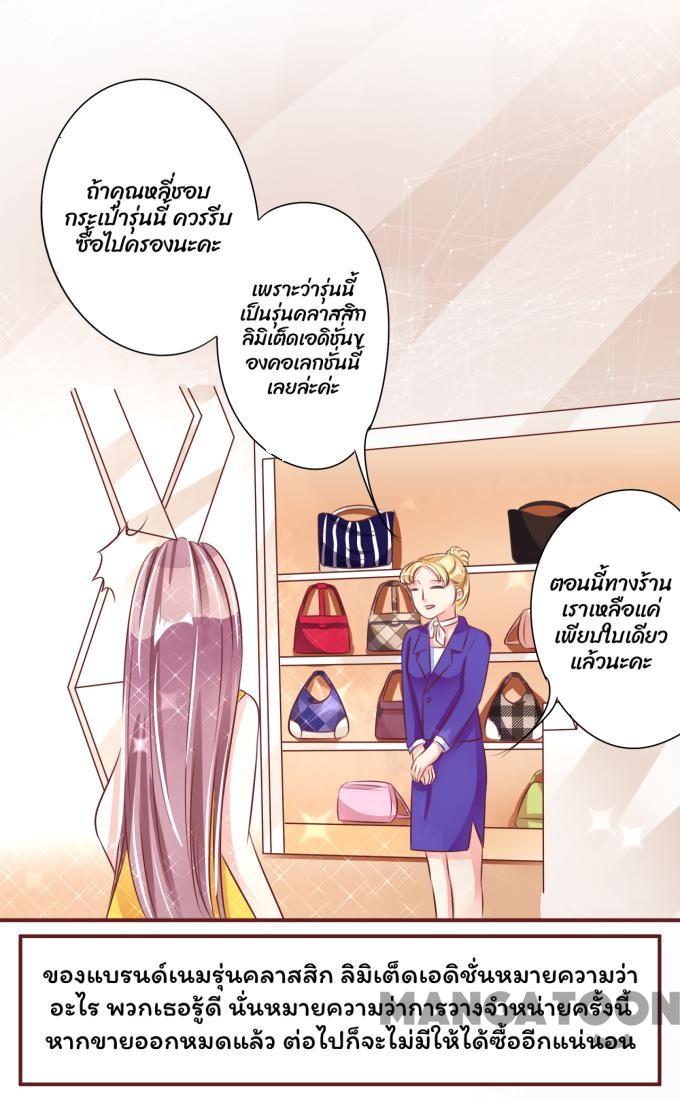 ถ้าคุณหลี่ชอบ
กระเป๋ารุ่นนี้ ควรรีบ
ซื้อไปครองนะคะ
เพราะว่ารุ่นนี้
เป็นรุ่นคลาสสิก
ลิมิเต็ดเอดิชั่นข
องคอเลกชั่นนี้
เลยล่ะค่ะ
ตอนนี้ทางร้าน
เราเหลือแค่
เพียบใบเดียว
แล้วนะคะ
ของแบรนด์เนมรุ่นคลาสสิก ลิมิเต็ดเอดิชั่นหมายความว่า
อะไร พวกเธอรู้ดี นั่นหมายความว่าการวางจำหน่ายครั้งนี้
หากขายออกหมดแล้ว ต่อไปก็จะไม่มีให้ได้ซื้ออีกแน่นอน
MANGATOON